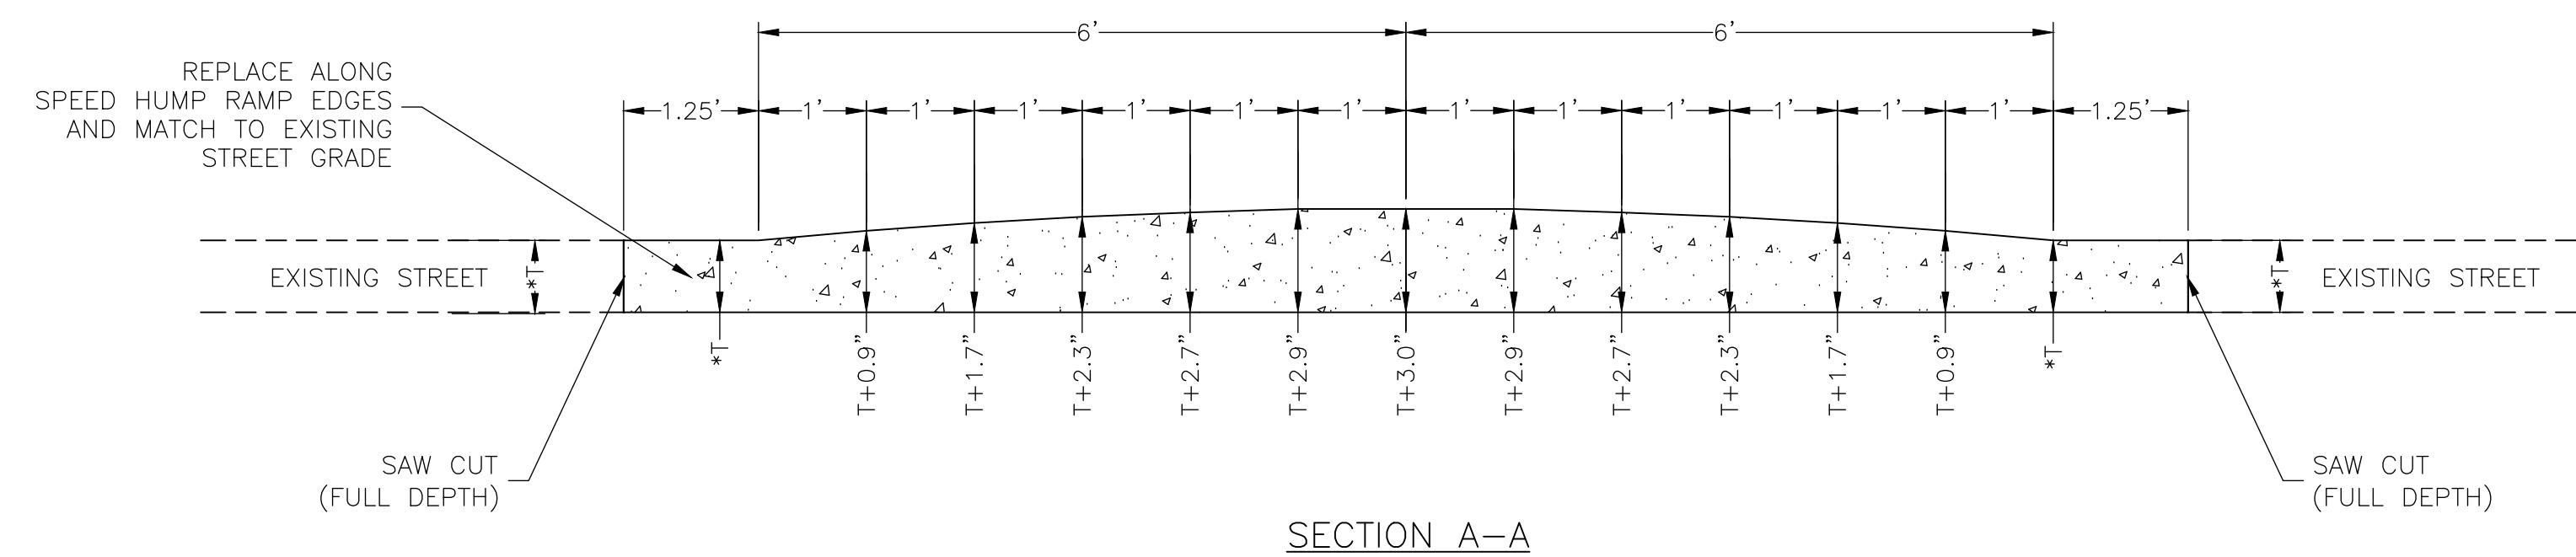 6' 6'
REPLACE ALONG
SPEED HUMP RAMP EDGES
AND MATCH TO EXISTING
STREET GRADE
1.25' 1' 1' 1' 1' 1' 1' 1' 1' 1' 1' 1' 1' 1.25'
EXISTING STREET
*T
*T
EXISTING STREET
*T
T+0.9"
T+1.7"
T+2.3"
T+2.7"
T+2.9"
T+3.0"
T+2.9"
T+2.7"
T+2.3"
T+1.7"
T+0.9"
*T
SAW CUT
(FULL DEPTH)
SAW CUT
(FULL DEPTH)
SECTION A-A